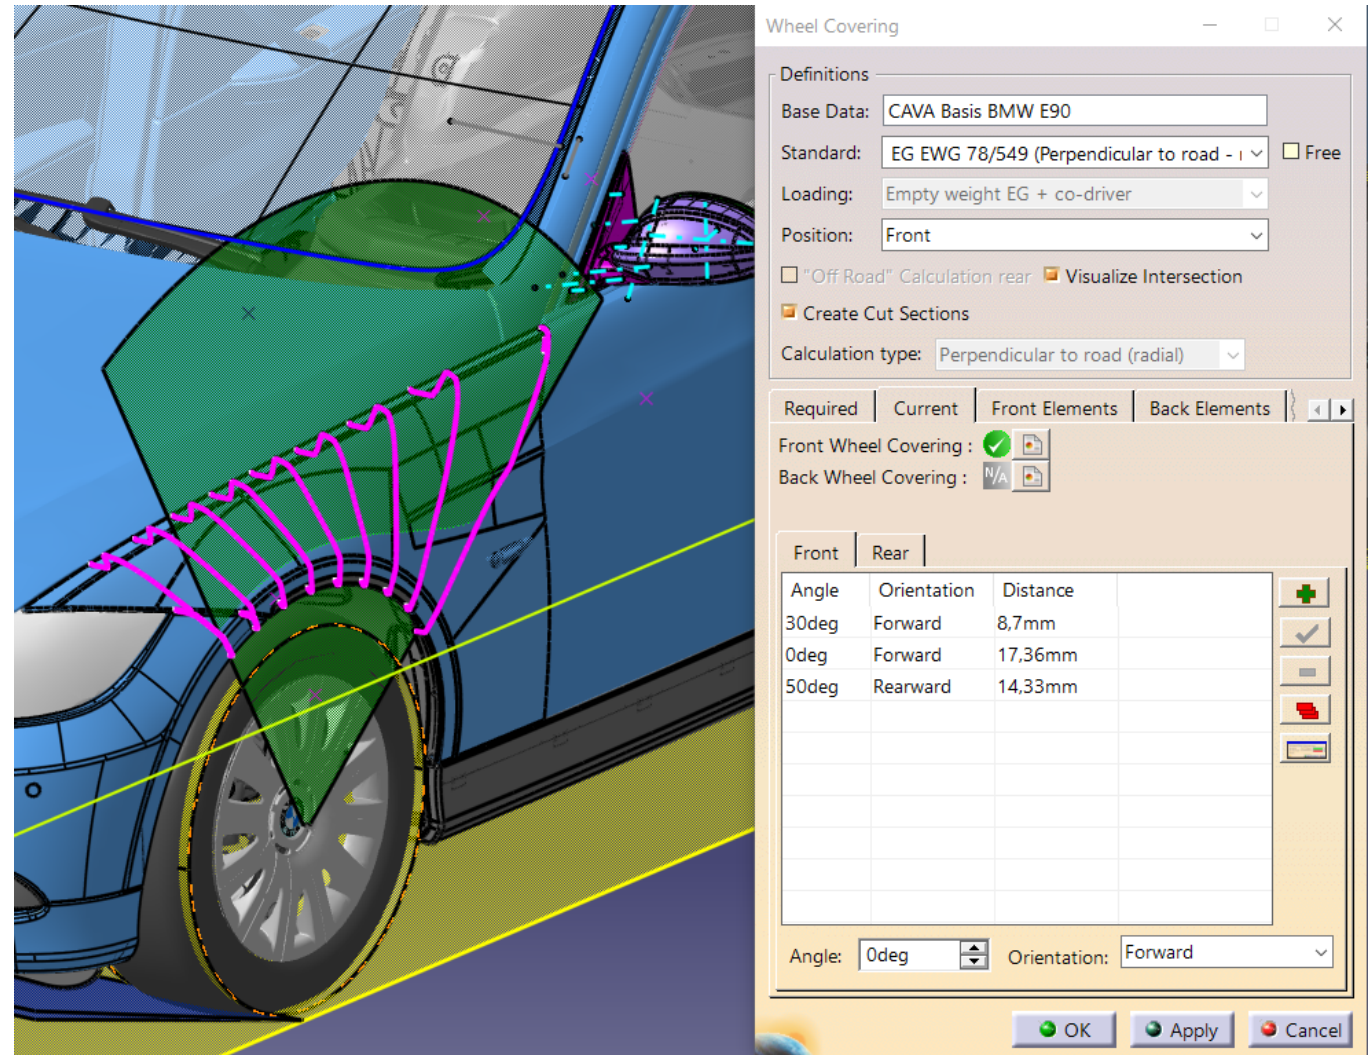 Wheel Covering
Definitions
Base Data: CAVA Basis BMW E90
Standard: EG EWG 78/549 (Perpendicular to road - Free
Loading: Empty weight EG + co-driver
Position: Front
"Off Road" Calculation rear Visualize Intersection
Create Cut Sections
Calculation type: Perpendicular to road (radial)
Required Current Front Elements Back Elements
Front Wheel Covering :
Back Wheel Covering : N/A
Front Rear
Angle Orientation Distance
30deg Forward 8,7mm
0deg Forward 17,36mm
50deg Rearward 14,33mm
Angle: 0deg Orientation: Forward
OK Apply Cancel